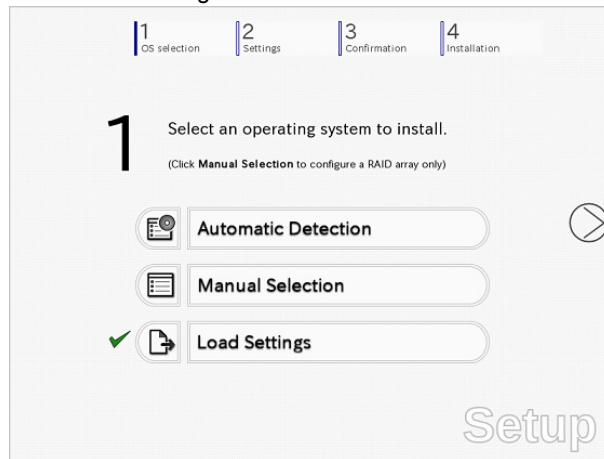 1
OS selection
2
Settings
3
Confirmation
4
Installation
1
Select an operating system to install.
(Click Manual Selection to configure a RAID array only)
Automatic Detection
Manual Selection
Load Settings
Setup